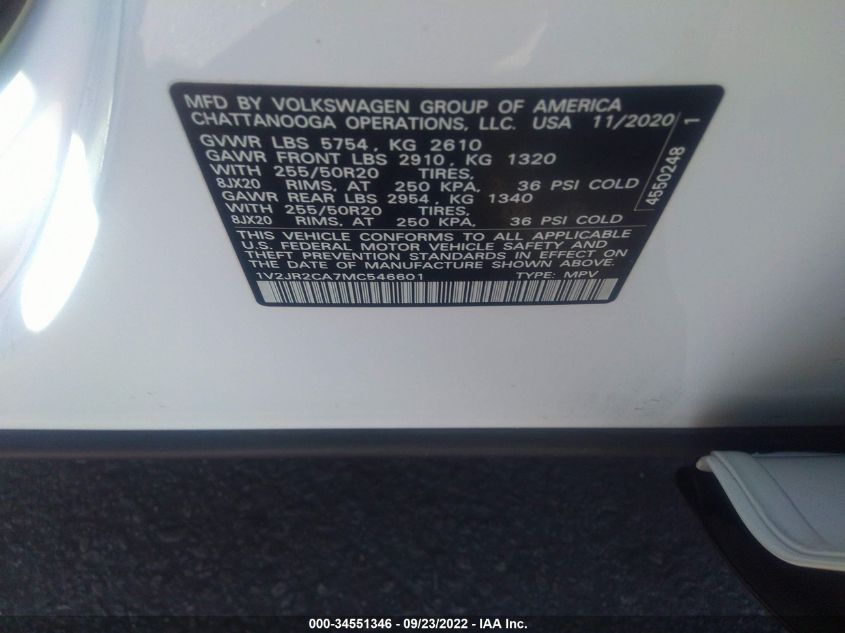 MFD BY VOLKSWAGEN GROUP OF AMERICA
CHATTANOOGA OPERATIONS, LLC. USA 11/2020
GVWR LBS 5754, KG 2610
GAWR FRONT LBS 2910, KG 1320
WITH 255/50R20 TIRES,
8JX20 RIMS, AT 250 KPA, 36 PSI COLD
GAWR REAR LBS 2954, KG 1340
WITH 255/50R20 TIRES,
8JX20 RIMS, AT 250 KPA, 36 PSI COLD
THIS VEHICLE CONFORMS TO ALL APPLICABLE
U.S. FEDERAL MOTOR VEHICLE SAFETY AND
THEFT PREVENTION STANDARDS IN EFFECT ON
THE DATE OF MANUFACTURE SHOWN ABOVE.
1V2JR2CA7MC546601 TYPE: MPV
4550248 1
000-34551346 - 09/23/2022 - IAA Inc.